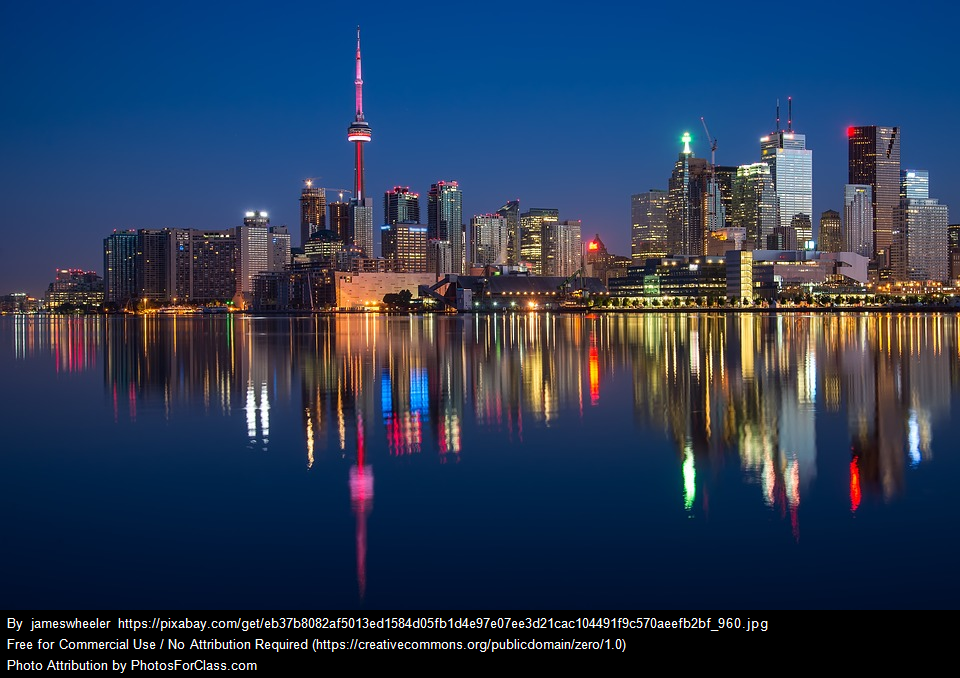 By jameswheeler https://pixabay.com/get/eb37b8082af5013ed1584d05fb1d4e97e07ee3d21cac104491f9c570aeefb2bf_960.jpg
Free for Commercial Use / No Attribution Required (https://creativecommons.org/publicdomain/zero/1.0)
Photo Attribution by PhotosForClass.com